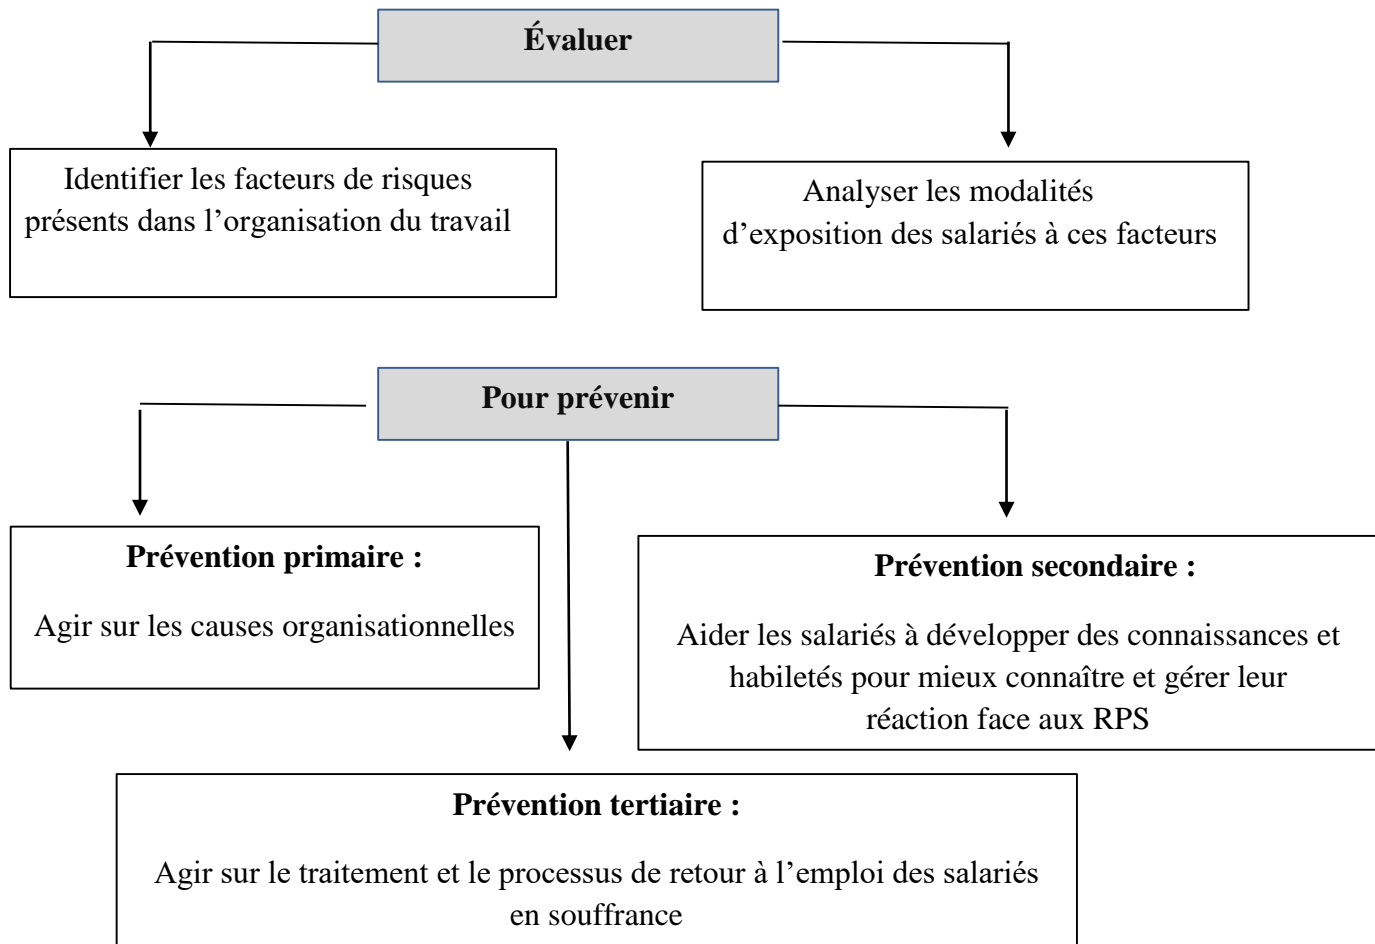 Évaluer
Identifier les facteurs de risques
présents dans l’organisation du travail
Analyser les modalités
d’exposition des salariés à ces facteurs
Pour prévenir
Prévention primaire :
Agir sur les causes organisationnelles
Prévention secondaire :
Aider les salariés à développer des connaissances et
habiletés pour mieux connaître et gérer leur
réaction face aux RPS
Prévention tertiaire :
Agir sur le traitement et le processus de retour à l’emploi des salariés
en souffrance